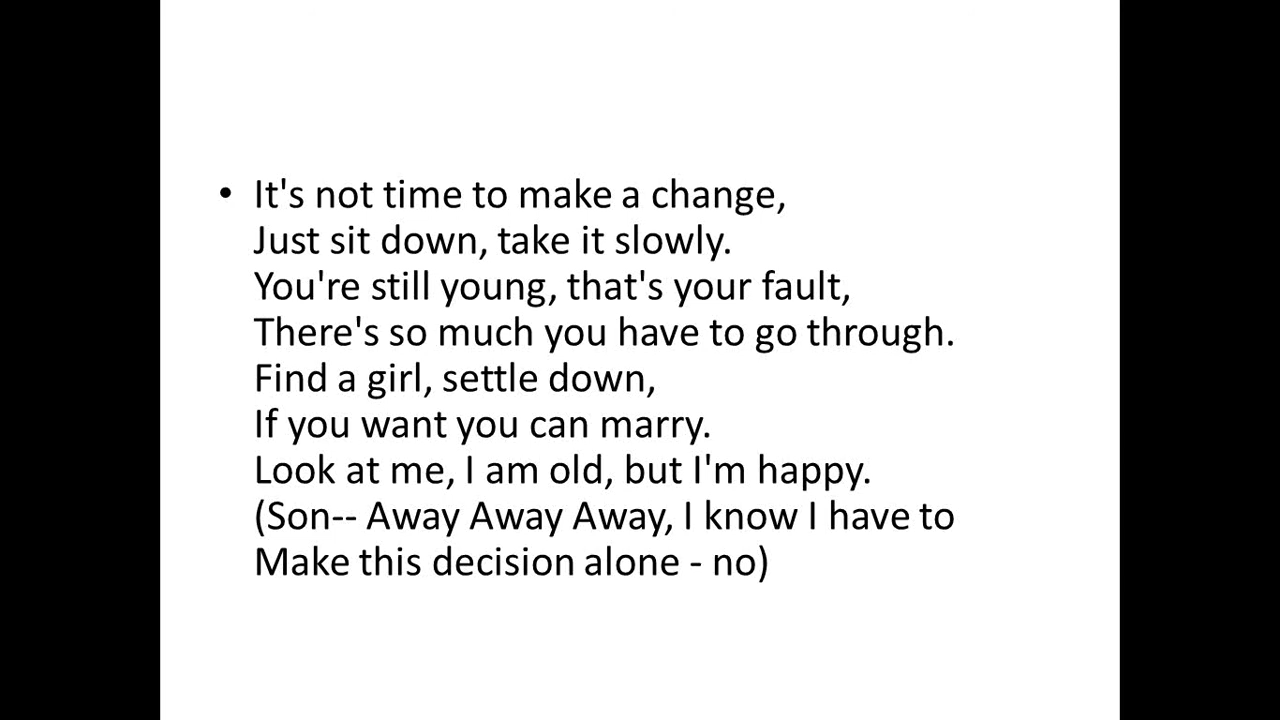 • It's not time to make a change,
Just sit down, take it slowly.
You're still young, that's your fault,
There's so much you have to go through.
Find a girl, settle down,
If you want you can marry.
Look at me, I am old, but I'm happy.
(Son-- Away Away Away, I know I have to
Make this decision alone - no)